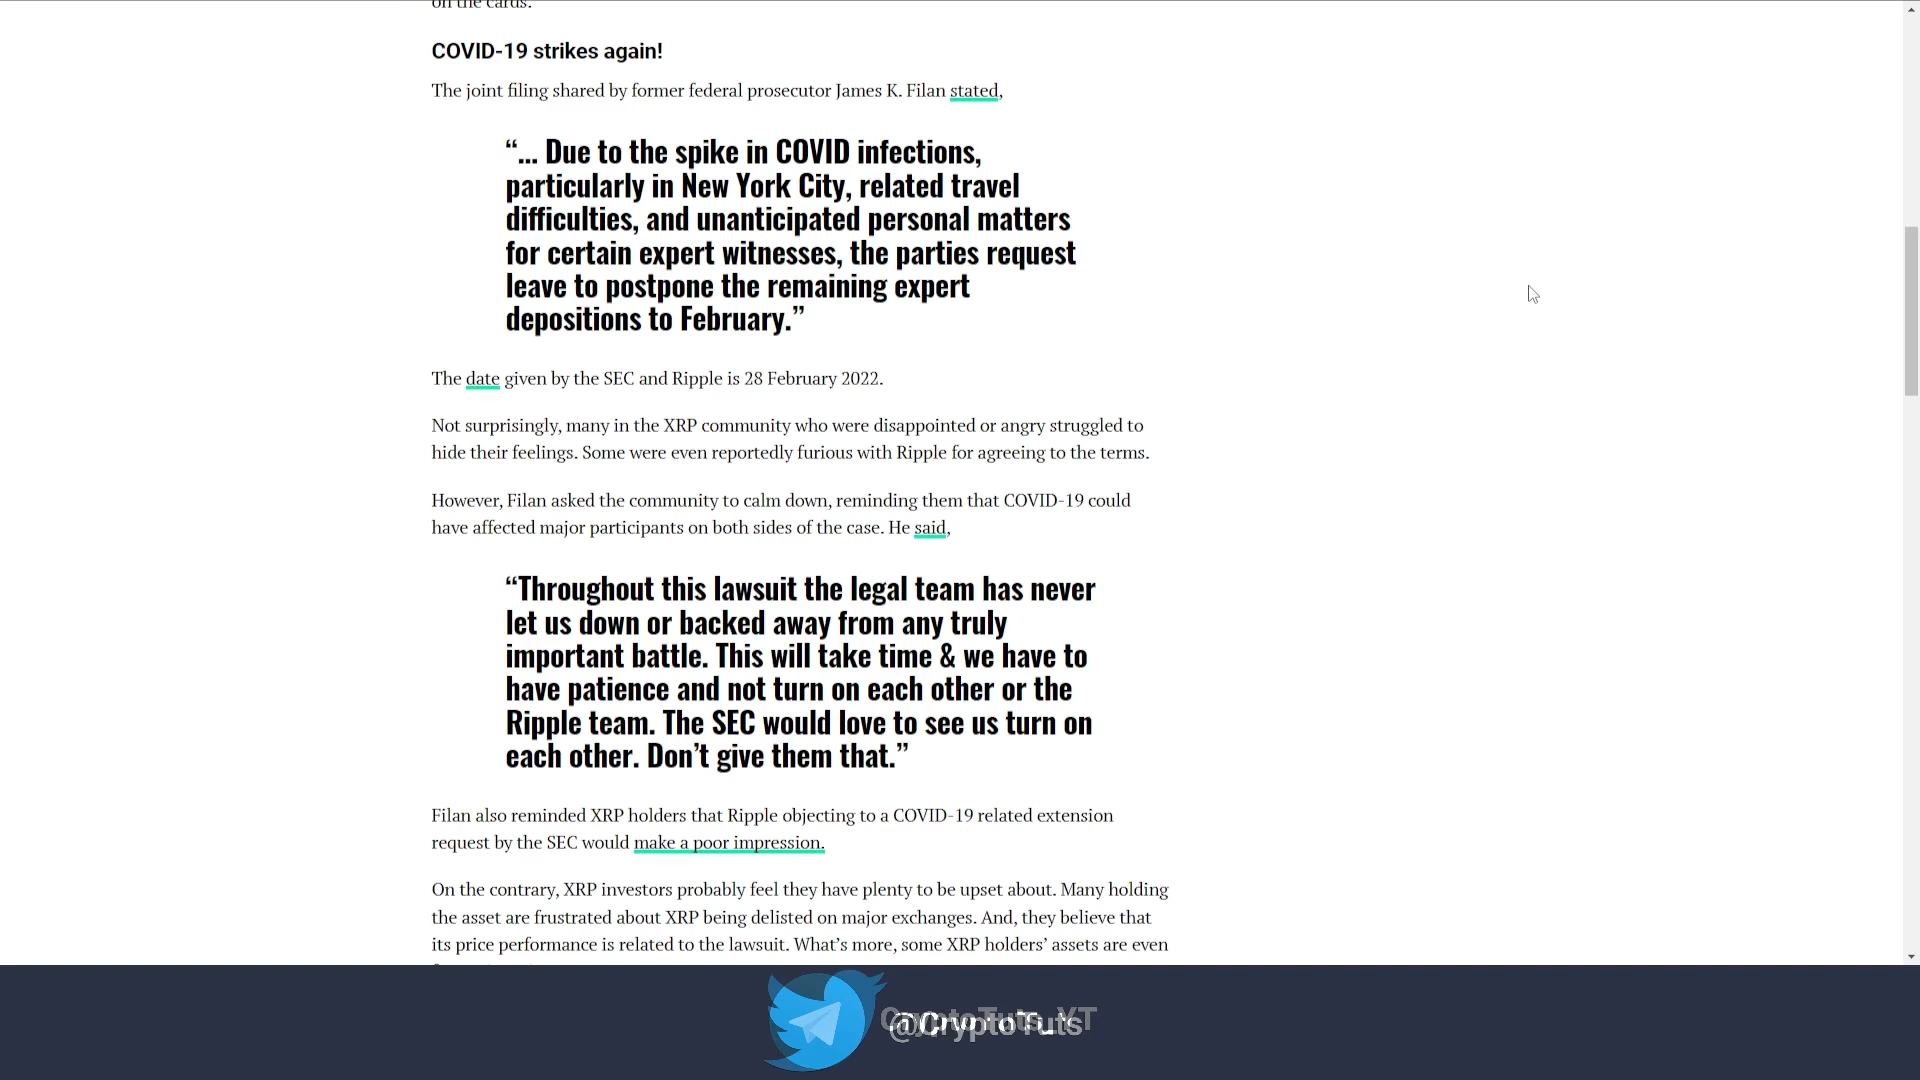 on the cards.
COVID-19 strikes again!
The joint filing shared by former federal prosecutor James K. Filan stated,
“... Due to the spike in COVID infections,
particularly in New York City, related travel
difficulties, and unanticipated personal matters
for certain expert witnesses, the parties request
leave to postpone the remaining expert
depositions to February.”
The date given by the SEC and Ripple is 28 February 2022.
Not surprisingly, many in the XRP community who were disappointed or angry struggled to
hide their feelings. Some were even reportedly furious with Ripple for agreeing to the terms.
However, Filan asked the community to calm down, reminding them that COVID-19 could
have affected major participants on both sides of the case. He said,
“Throughout this lawsuit the legal team has never
let us down or backed away from any truly
important battle. This will take time & we have to
have patience and not turn on each other or the
Ripple team. The SEC would love to see us turn on
each other. Don’t give them that.”
Filan also reminded XRP holders that Ripple objecting to a COVID-19 related extension
request by the SEC would make a poor impression.
On the contrary, XRP investors probably feel they have plenty to be upset about. Many holding
the asset are frustrated about XRP being delisted on major exchanges. And, they believe that
its price performance is related to the lawsuit. What’s more, some XRP holders’ assets are even
@CryptoTuts